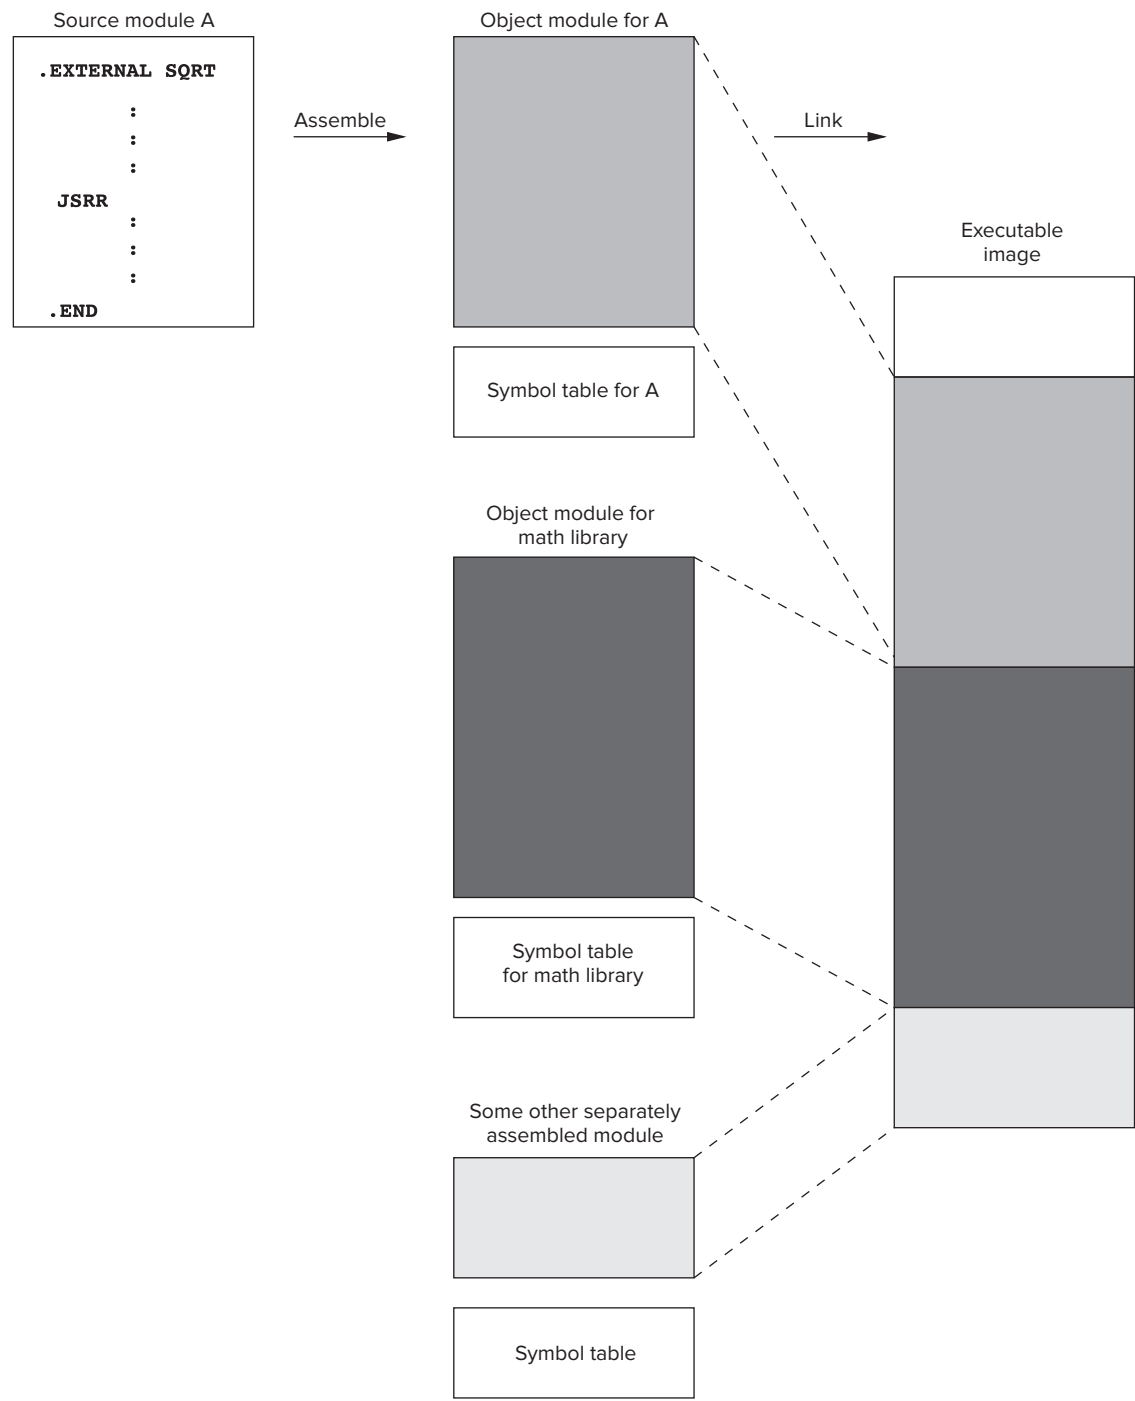 Source module A
.EXTERNAL SQRT
:
:
:
JSRR
:
:
:
.END
Assemble
Object module for A
Symbol table for A
Object module for
math library
Symbol table
for math library
Some other separately
assembled module
Symbol table
Link
Executable
image